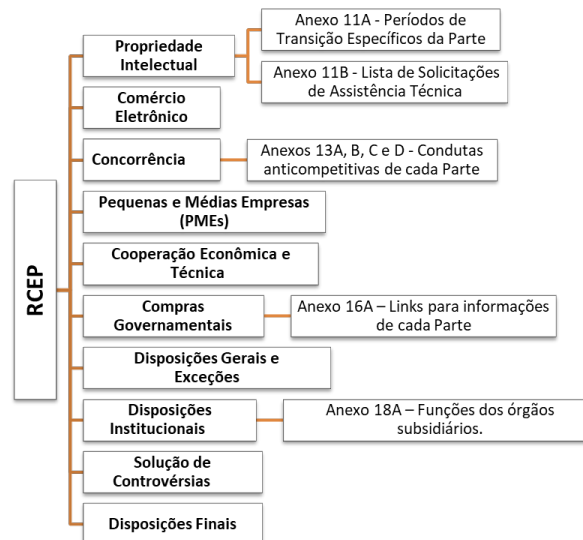 RCEP
Propriedade
Intelectual
Anexo 11A - Períodos de
Transição Específicos da Parte
Anexo 11B - Lista de Solicitações
de Assistência Técnica
Comércio
Eletrônico
Concorrência
Anexos 13A, B, C e D - Condutas
anticompetitivas de cada Parte
Pequenas e Médias Empresas
(PMEs)
Cooperação Econômica e
Técnica
Compras
Governamentais
Anexo 16A – Links para informações
de cada Parte
Disposições Gerais e
Exceções
Disposições
Institucionais
Anexo 18A – Funções dos órgãos
subsidiários.
Solução de
Controvérsias
Disposições Finais